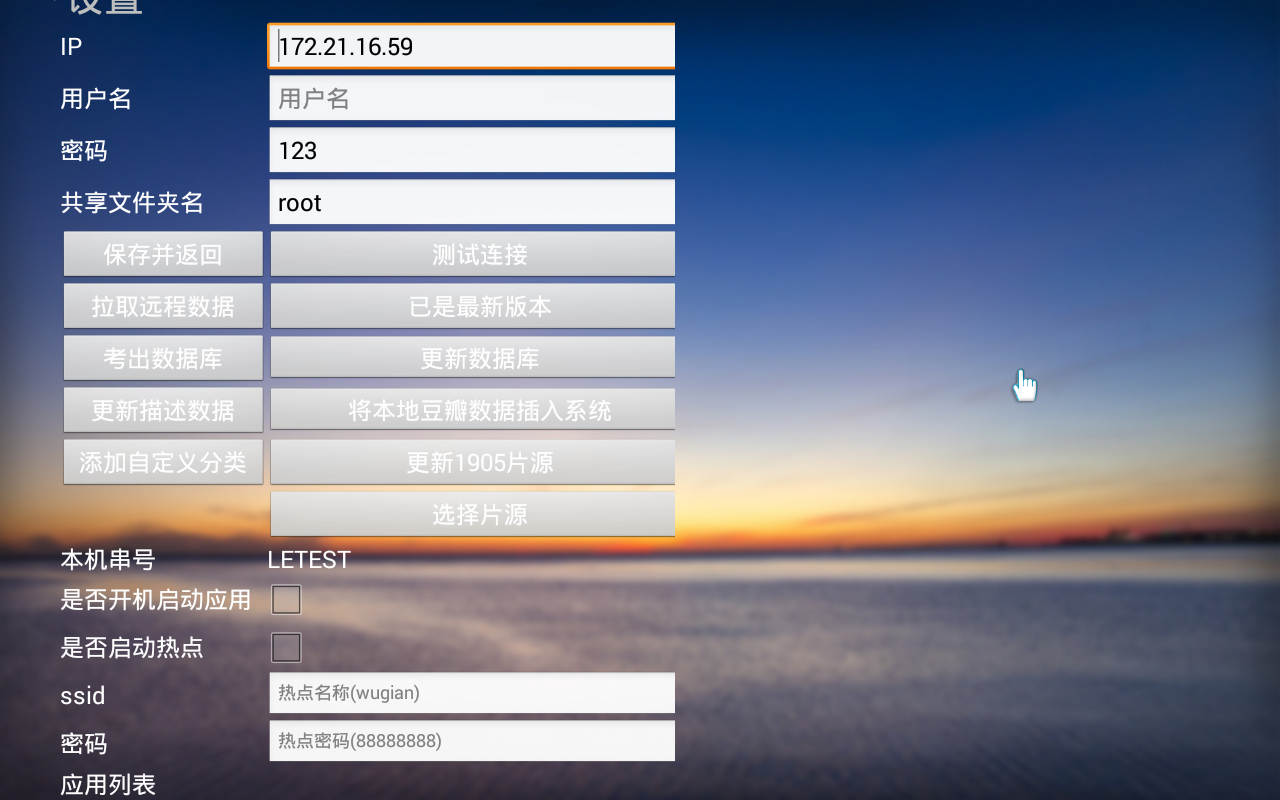 设置
IP 172.21.16.59
用户名 用户名
密码 123
共享文件夹名 root
保存并返回 测试连接
拉取远程数据 已是最新版本
考出数据库 更新数据库
更新描述数据 将本地豆瓣数据插入系统
添加自定义分类 更新1905片源
选择片源
本机串号 LETEST
是否开机启动应用
是否启动热点
ssid 热点名称(wugian)
密码 热点密码(88888888)
应用列表